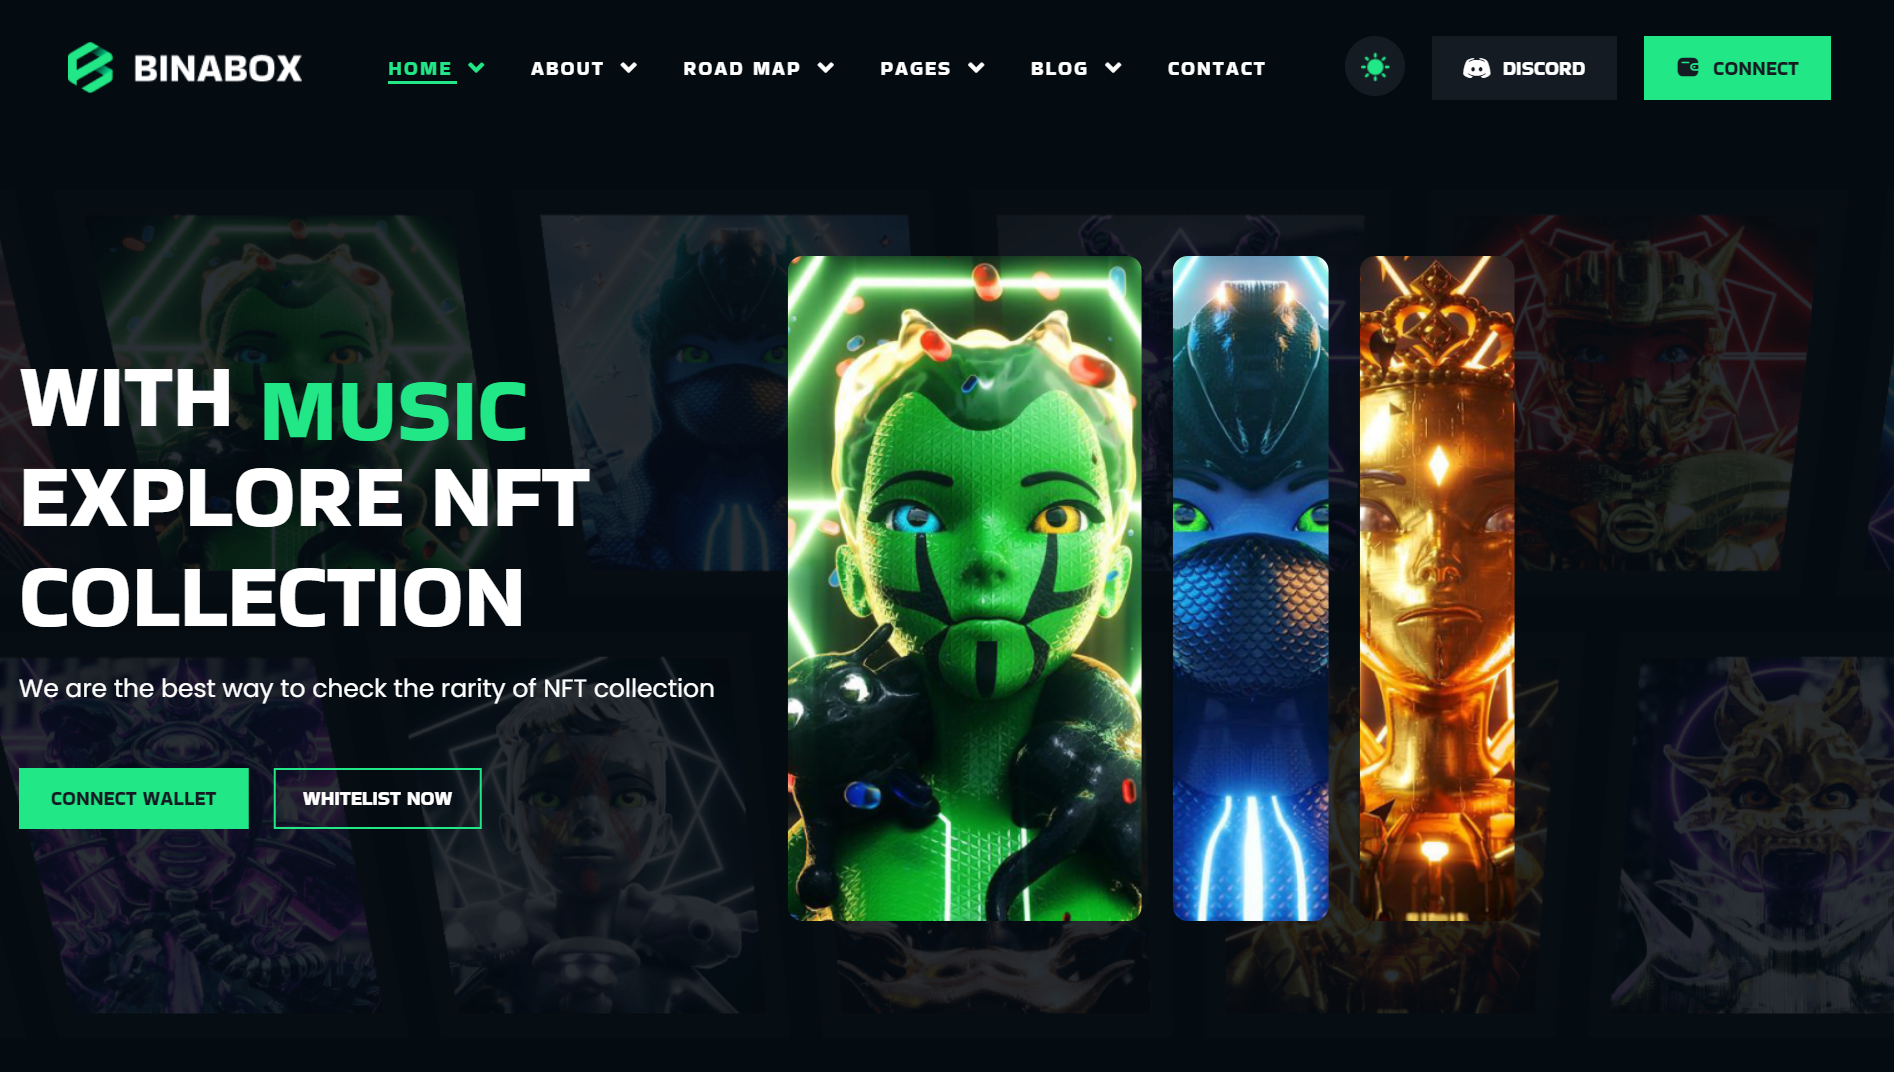 BINABOX
HOME
ABOUT
ROAD MAP
PAGES
BLOG
CONTACT
DISCORD
CONNECT
WITH MUSIC
EXPLORE NFT
COLLECTION
We are the best way to check the rarity of NFT collection
CONNECT WALLET
WHITELIST NOW